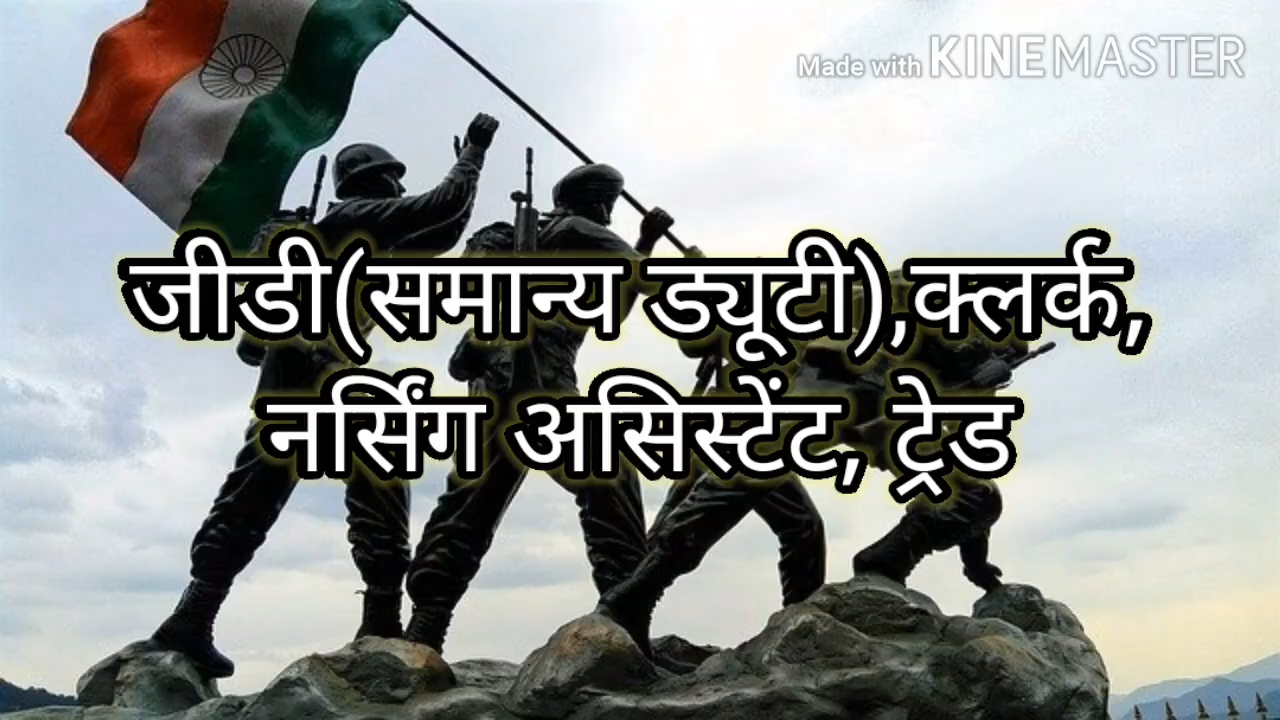 Made with KINEMASTER
जीडी(समान्य ड्यूटी),क्लर्क,
नर्सिंग असिस्टेंट, ट्रेड